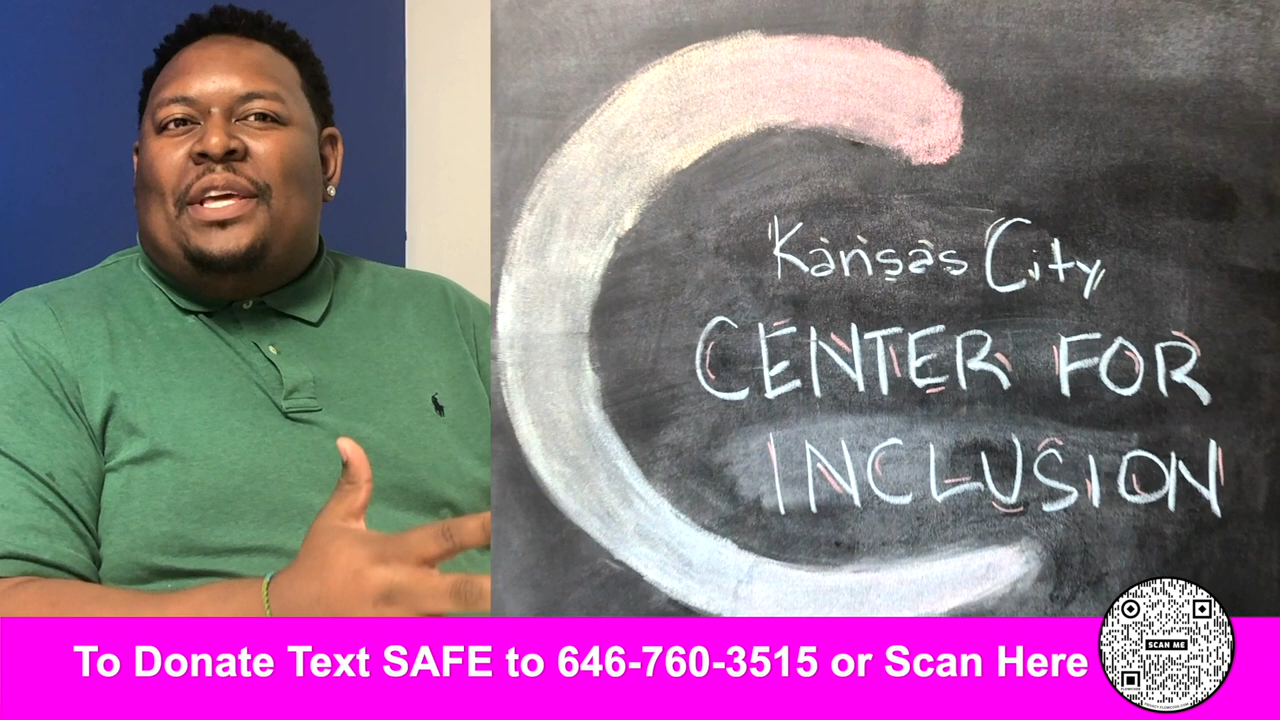 Kansas City
CENTER FOR
INCLUSION
To Donate Text SAFE to 646-760-3515 or Scan Here
SCAN ME